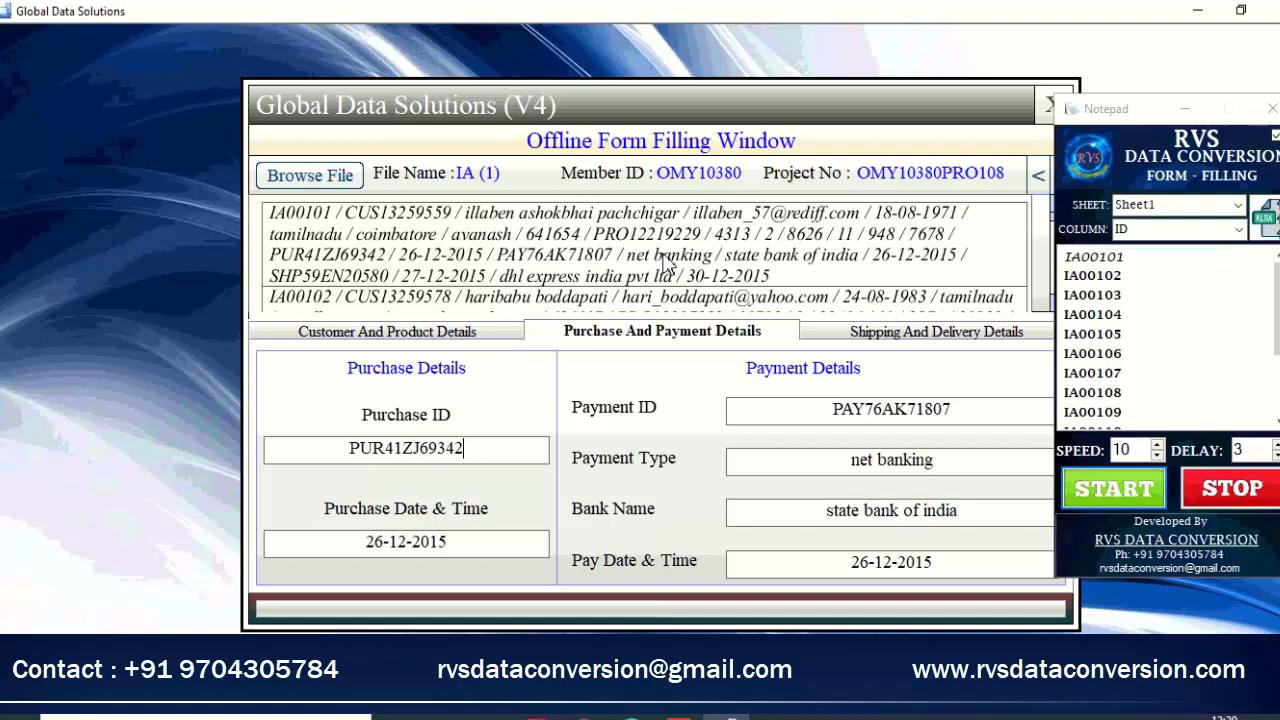 Global Data Solutions
Global Data Solutions (V4)
Offline Form Filling Window
Browse File File Name : IA (1) Member ID : OMY10380 Project No : OMY10380PRO108 <
IA00101 / CUS13259559 / illaben ashokbhai pachchigar / illaben_57@rediff.com / 18-08-1971 /
tamilnadu / coimbatore / avanash / 641654 / PRO12219229 / 4313 / 2 / 8626 / 11 / 948 / 7678 /
PUR41ZJ69342 / 26-12-2015 / PAY76AK71807 / net banking / state bank of india / 26-12-2015 /
SHP59EN20580 / 27-12-2015 / dhl express india pvt ltd / 30-12-2015
IA00102 / CUS13259578 / haribabu boddapati / hari_boddapati@yahoo.com / 24-08-1983 / tamilnadu
Customer And Product Details Purchase And Payment Details Shipping And Delivery Details
Purchase Details
Purchase ID
PUR41ZJ69342
Purchase Date & Time
26-12-2015
Payment Details
Payment ID PAY76AK71807
Payment Type net banking
Bank Name state bank of india
Pay Date & Time 26-12-2015
Notepad
RVS
RVS
DATA CONVERSION
FORM - FILLING
SHEET: Sheet1
XLSX
COLUMN: ID
IA00101
IA00102
IA00103
IA00104
IA00105
IA00106
IA00107
IA00108
IA00109
SPEED: 10 DELAY: 3
START STOP
Developed By
RVS DATA CONVERSION
Ph: +91 9704305784
rvsdataconversion@gmail.com
Contact : +91 9704305784 rvsdataconversion@gmail.com www.rvsdataconversion.com